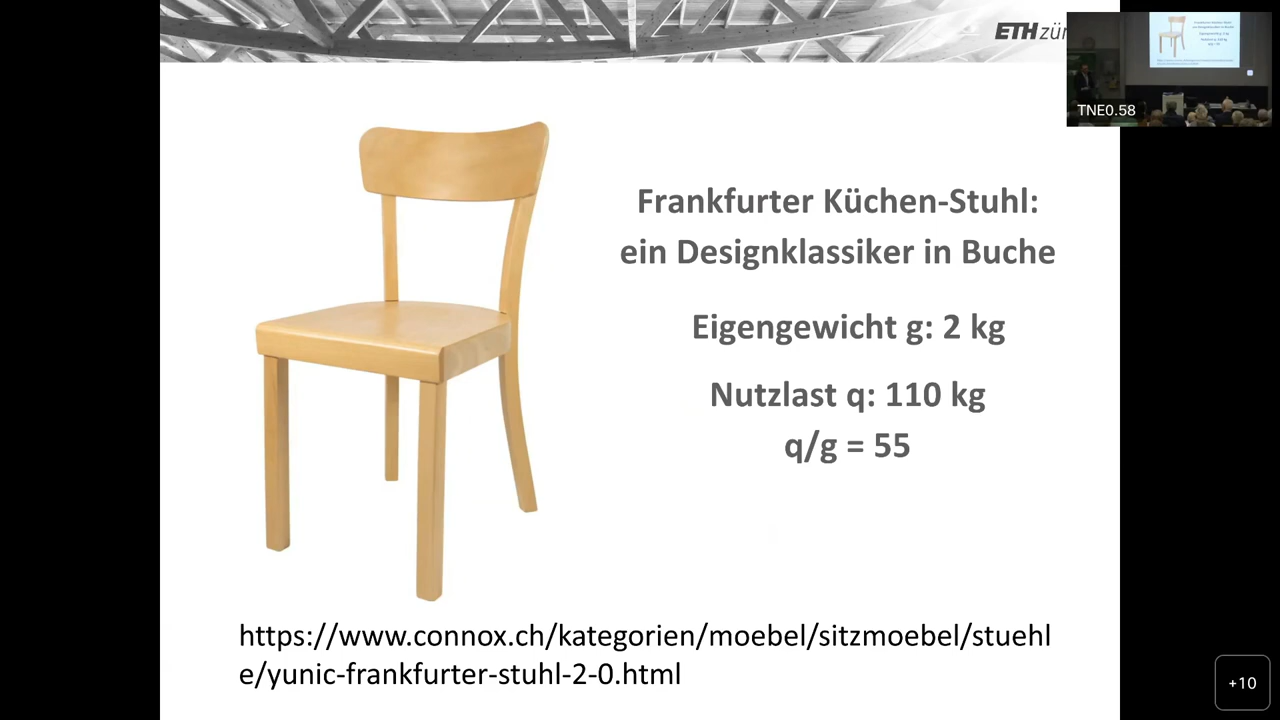 ETH zür
TNE0.58
Frankfurter Küchen-Stuhl:
ein Designklassiker in Buche
Eigengewicht g: 2 kg
Nutzlast q: 110 kg
q/g = 55
https://www.connox.ch/kategorien/moebel/sitzmoebel/stuehl
e/yunic-frankfurter-stuhl-2-0.html
+10